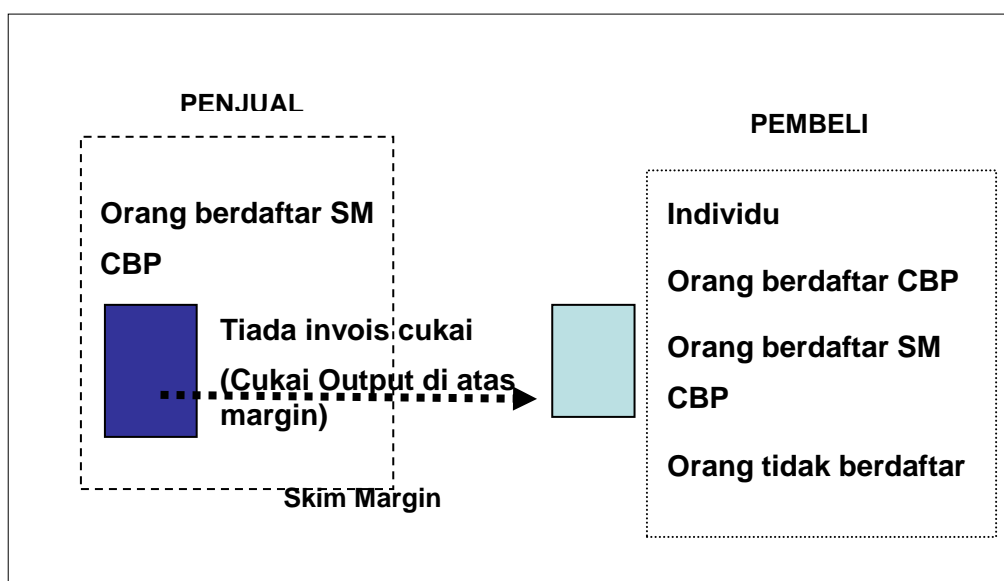 PENJUAL
Orang berdaftar SM
CBP
Tiada invois cukai
(Cukai Output di atas
margin)
Skim Margin
PEMBELI
Individu
Orang berdaftar CBP
Orang berdaftar SM
CBP
Orang tidak berdaftar